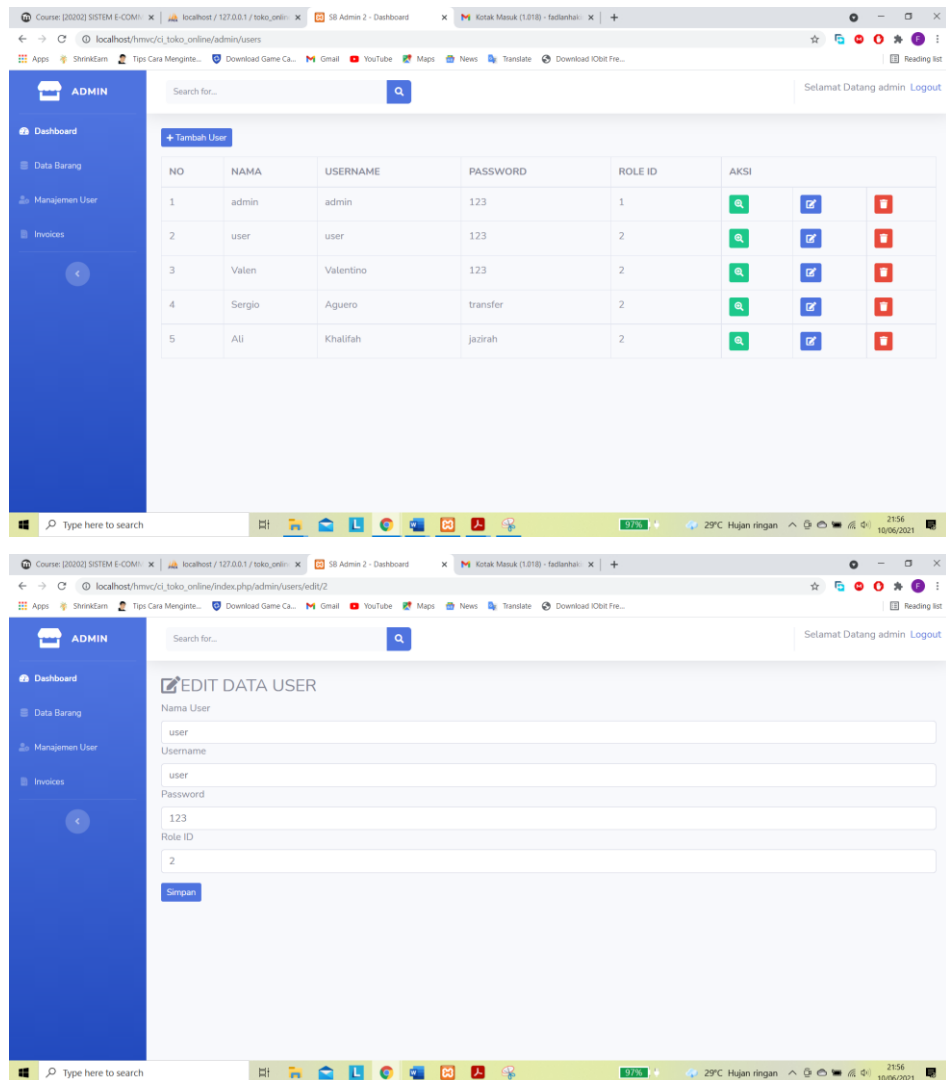 Course: [20202] SISTEM E-COM
localhost / 127.0.0.1 / toko_onlin
SB Admin 2 - Dashboard
Kotak Masuk (1.018) - fadlanhak
localhost/hmvc/ci_toko_online/admin/users
Apps ShrinkEarn Tips Cara Menginte... Download Game Ca... Gmail YouTube Maps News Translate Download IObit Fre... Reading list
ADMIN Search for... Selamat Datang admin Logout
Dashboard
+ Tambah User
Data Barang
Manajemen User
Invoices
NO NAMA USERNAME PASSWORD ROLE ID AKSI
1 admin admin 123 1
2 user user 123 2
3 Valen Valentino 123 2
4 Sergio Aguero transfer 2
5 Ali Khalifah jazirah 2
Type here to search 97% 29°C Hujan ringan 21:56
10/06/2021
Course: [20202] SISTEM E-COM
localhost / 127.0.0.1 / toko_onlin
SB Admin 2 - Dashboard
Kotak Masuk (1.018) - fadlanhak
localhost/hmvc/ci_toko_online/index.php/admin/users/edit/2
Apps ShrinkEarn Tips Cara Menginte... Download Game Ca... Gmail YouTube Maps News Translate Download IObit Fre... Reading list
ADMIN Search for... Selamat Datang admin Logout
Dashboard
Data Barang
Manajemen User
Invoices
EDIT DATA USER
Nama User
user
Username
user
Password
123
Role ID
2
Simpan
Type here to search 97% 29°C Hujan ringan 21:56
10/06/2021